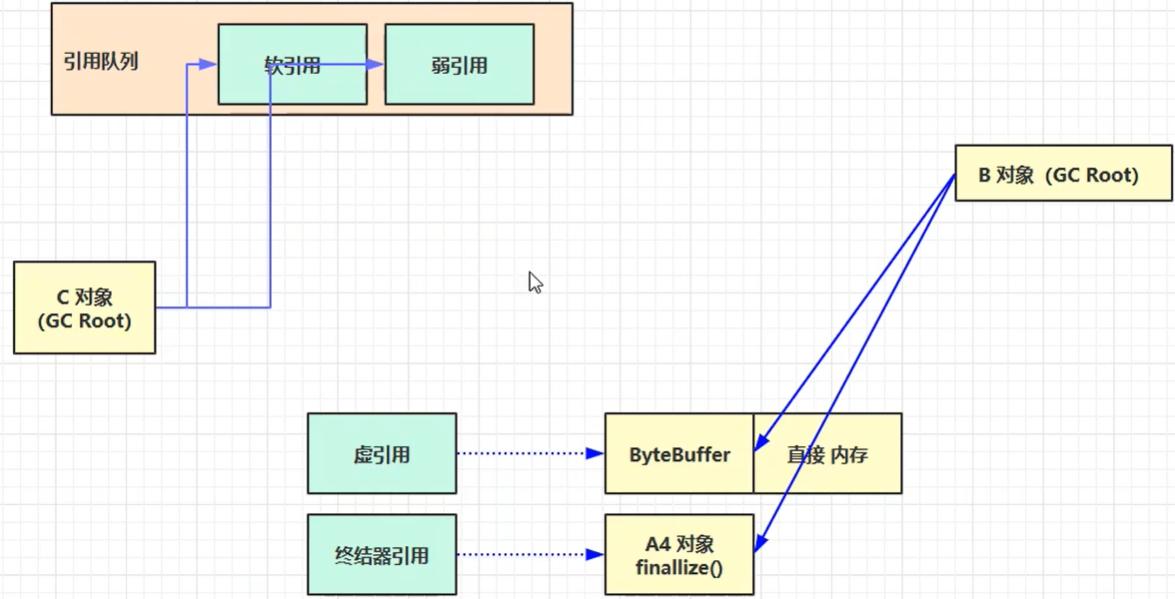 引用队列
软引用
弱引用
B 对象 (GC Root)
C 对象
(GC Root)
虚引用
ByteBuffer
直接 内存
终结器引用
A4 对象
finallize()